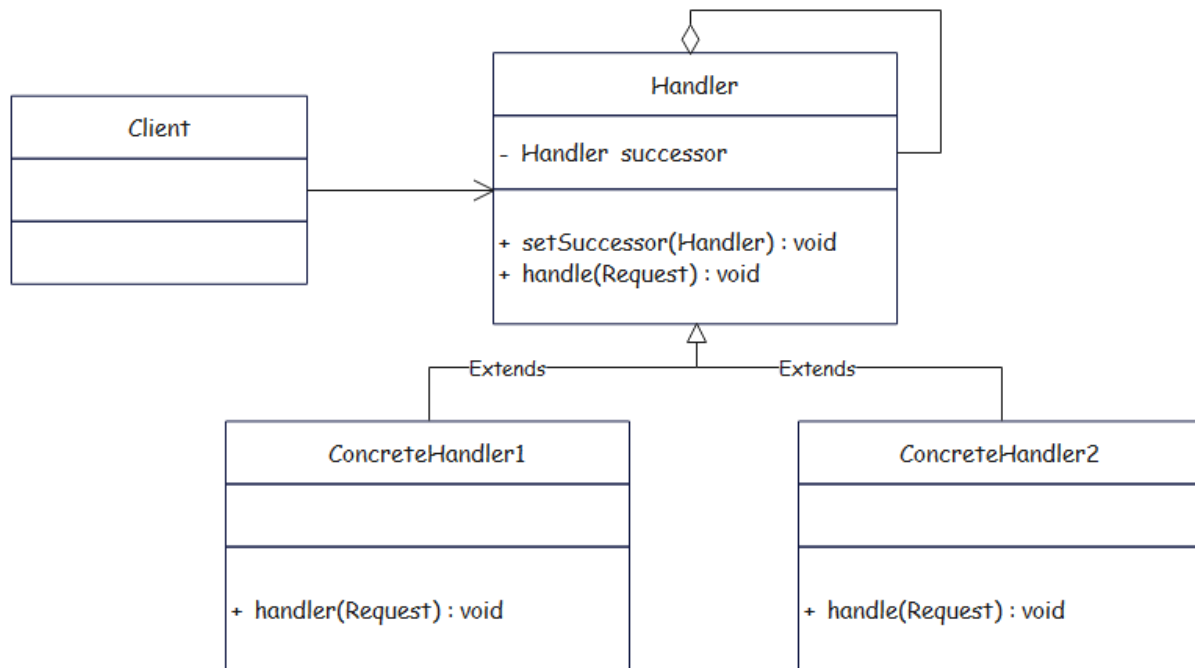 Handler
Client
- Handler successor
+ setSuccessor(Handler) : void
+ handle(Request) : void
Extends
Extends
ConcreteHandler1
ConcreteHandler2
+ handler(Request) : void
+ handle(Request) : void